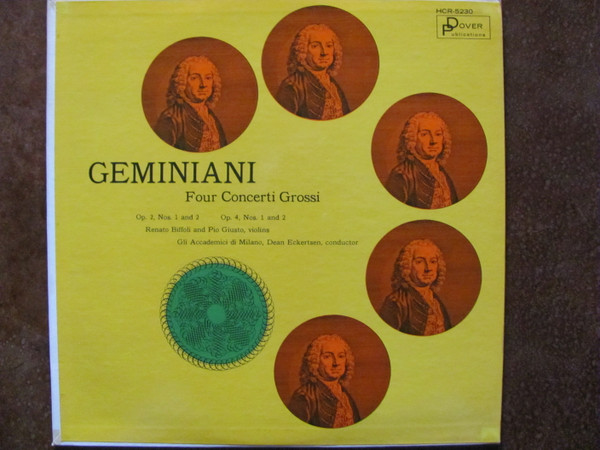 HCR-5230
DOVER
Publications
GEMINIANI
Four Concerti Grossi
Op. 2, Nos. 1 and 3 Op. 4, Nos. 1 and 2
Renato Biffoli and Pio Giusto, violins
Gli Accademici di Milano, Dean Eckertsen, conductor